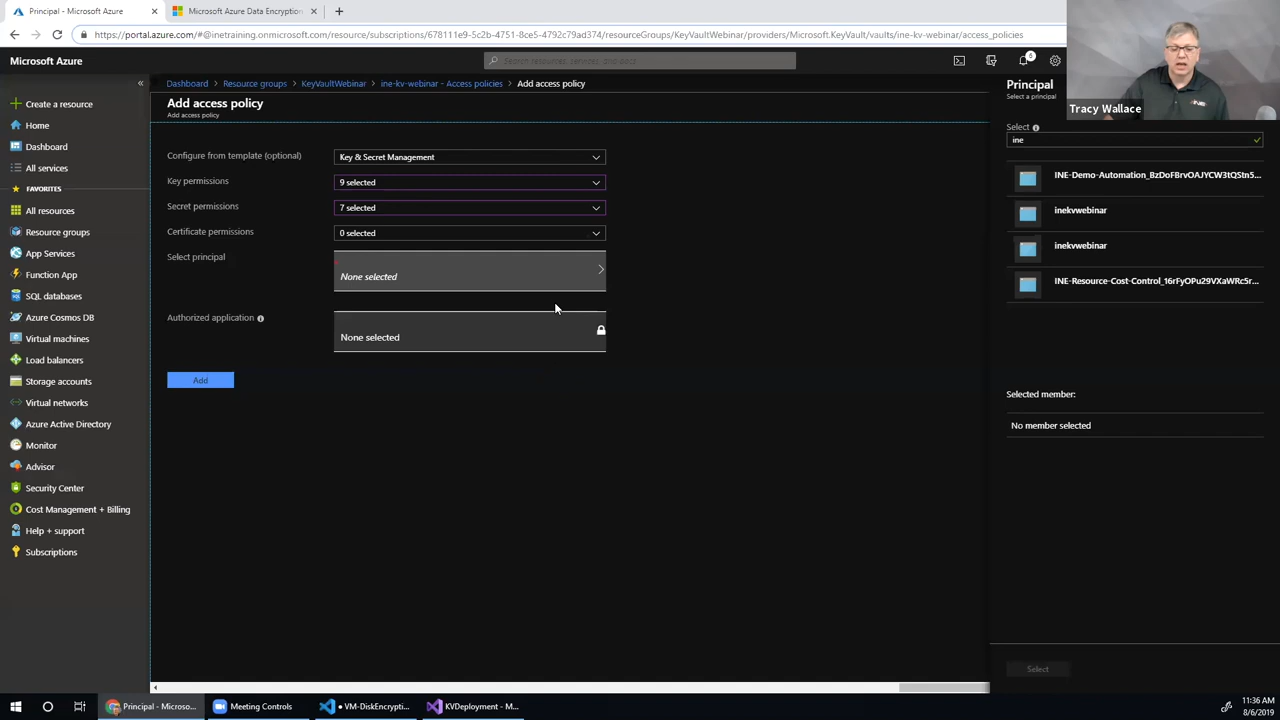 Principal - Microsoft Azure
Microsoft Azure Data Encryption
https://portal.azure.com/#@inetraining.onmicrosoft.com/resource/subscriptions/678111e9-5c2b-4751-8ce5-4792c79ad374/resourceGroups/KeyVaultWebinar/providers/Microsoft.KeyVault/vaults/ine-kv-webinar/access_policies
Microsoft Azure
Search resources, services, and docs
6
Tracy Wallace
Dashboard > Resource groups > KeyVaultWebinar > ine-kv-webinar - Access policies > Add access policy
Add access policy
Add access policy
Create a resource
Home
Dashboard
All services
FAVORITES
All resources
Resource groups
App Services
Function App
SQL databases
Azure Cosmos DB
Virtual machines
Load balancers
Storage accounts
Virtual networks
Azure Active Directory
Monitor
Advisor
Security Center
Cost Management + Billing
Help + support
Subscriptions
Configure from template (optional)
Key & Secret Management
Key permissions
9 selected
Secret permissions
7 selected
Certificate permissions
0 selected
Select principal
None selected
Authorized application
None selected
Add
Principal
Select a principal
Select
ine
INE-Demo-Automation_BzDoFBrvOAJYCW3tQStn5...
inekvwebinar
inekvwebinar
INE-Resource-Cost-Control_16rFyOPu29VXaWRc5r...
Selected member:
No member selected
Select
Principal - Microso...
Meeting Controls
● VM-DiskEncrypti...
KVDeployment - M...
11:36 AM
8/6/2019